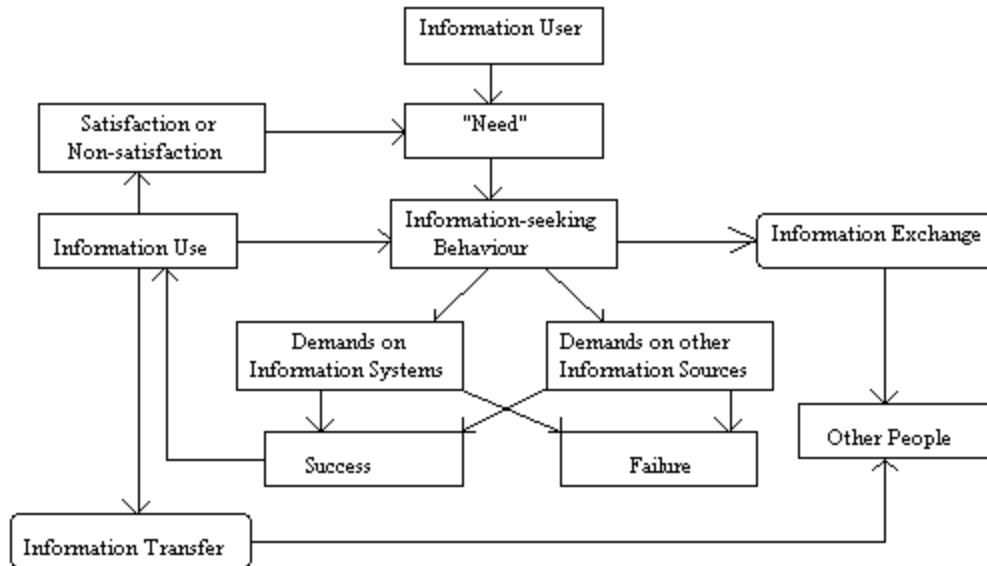 Information User
Satisfaction or
Non-satisfaction
"Need"
Information Use
Information-seeking
Behaviour
Information Exchange
Demands on
Information Systems
Demands on other
Information Sources
Success
Failure
Other People
Information Transfer